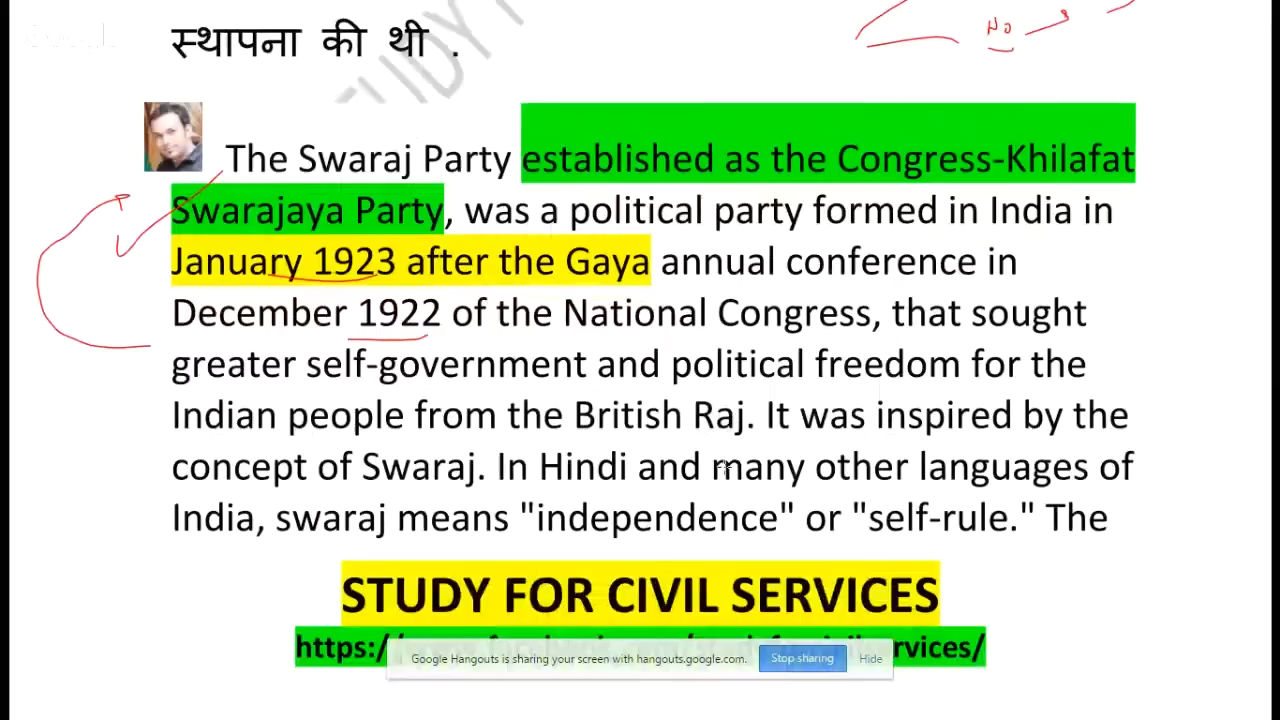 स्थापना की थी .
No
The Swaraj Party established as the Congress-Khilafat
Swarajaya Party, was a political party formed in India in
January 1923 after the Gaya annual conference in
December 1922 of the National Congress, that sought
greater self-government and political freedom for the
Indian people from the British Raj. It was inspired by the
concept of Swaraj. In Hindi and many other languages of
India, swaraj means "independence" or "self-rule." The
STUDY FOR CIVIL SERVICES
https:/ rvices/
Google Hangouts is sharing your screen with hangouts.google.com. Stop sharing Hide